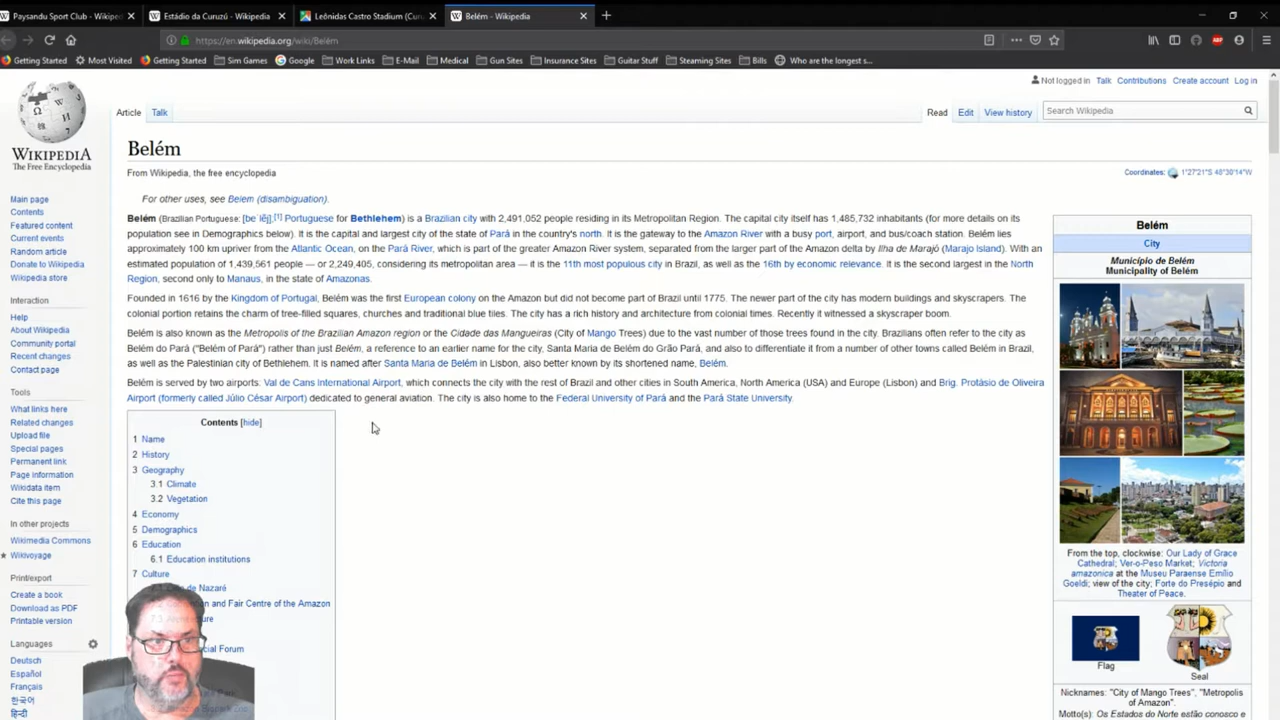 Paysandu Sport Club - Wikiped
Estádio da Curuzú - Wikipedia
Leônidas Castro Stadium (Curu
Belém - Wikipedia
https://en.wikipedia.org/wiki/Belém
Getting Started
Most Visited
Getting Started
Sim Games
Google
Work Links
E-Mail
Medical
Gun Sites
Insurance Sites
Guitar Stuff
Steaming Sites
Bills
Who are the longest s...
Not logged in Talk Contributions Create account Log in
WIKIPEDIA
The Free Encyclopedia
Article Talk
Read Edit View history
Search Wikipedia
Belém
From Wikipedia, the free encyclopedia
Coordinates: 1°27'21"S 48°30'14"W
For other uses, see Belem (disambiguation).
Belém (Brazilian Portuguese: [beˈlẽj],[1] Portuguese for Bethlehem) is a Brazilian city with 2,491,052 people residing in its Metropolitan Region. The capital city itself has 1,485,732 inhabitants (for more details on its
population see in Demographics below). It is the capital and largest city of the state of Pará in the country's north. It is the gateway to the Amazon River with a busy port, airport, and bus/coach station. Belém lies
approximately 100 km upriver from the Atlantic Ocean, on the Pará River, which is part of the greater Amazon River system, separated from the larger part of the Amazon delta by Ilha de Marajó (Marajo Island). With an
estimated population of 1,439,561 people — or 2,249,405, considering its metropolitan area — it is the 11th most populous city in Brazil, as well as the 16th by economic relevance. It is the second largest in the North
Region, second only to Manaus, in the state of Amazonas.
Founded in 1616 by the Kingdom of Portugal, Belém was the first European colony on the Amazon but did not become part of Brazil until 1775. The newer part of the city has modern buildings and skyscrapers. The
colonial portion retains the charm of tree-filled squares, churches and traditional blue tiles. The city has a rich history and architecture from colonial times. Recently it witnessed a skyscraper boom.
Belém is also known as the Metropolis of the Brazilian Amazon region or the Cidade das Mangueiras (City of Mango Trees) due to the vast number of those trees found in the city. Brazilians often refer to the city as
Belém do Pará ("Belém of Pará") rather than just Belém, a reference to an earlier name for the city, Santa Maria de Belém do Grão Pará, and also to differentiate it from a number of other towns called Belém in Brazil,
as well as the Palestinian city of Bethlehem. It is named after Santa Maria de Belém in Lisbon, also better known by its shortened name, Belém.
Belém is served by two airports: Val de Cans International Airport, which connects the city with the rest of Brazil and other cities in South America, North America (USA) and Europe (Lisbon) and Brig. Protásio de Oliveira
Airport (formerly called Júlio César Airport) dedicated to general aviation. The city is also home to the Federal University of Pará and the Pará State University.
Contents [hide]
1 Name
2 History
3 Geography
3.1 Climate
3.2 Vegetation
4 Economy
5 Demographics
6 Education
6.1 Education institutions
7 Culture
de Nazaré
and Fair Centre of the Amazon
cial Forum
Main page
Contents
Featured content
Current events
Random article
Donate to Wikipedia
Wikipedia store
Interaction
Help
About Wikipedia
Community portal
Recent changes
Contact page
Tools
What links here
Related changes
Upload file
Special pages
Permanent link
Page information
Wikidata item
Cite this page
In other projects
Wikimedia Commons
Wikivoyage
Print/export
Create a book
Download as PDF
Printable version
Languages
Deutsch
Español
Français
한국어
हिन्दी
Belém
City
Município de Belém
Municipality of Belém
From the top, clockwise: Our Lady of Grace
Cathedral; Ver-o-Peso Market; Victoria
amazonica at the Museu Paraense Emílio
Goeldi; view of the city; Forte do Presépio and
Theater of Peace.
Flag
Seal
Nicknames: "City of Mango Trees", "Metropolis
of Amazon".
Motto(s): Os Estados do Norte estão conosco e